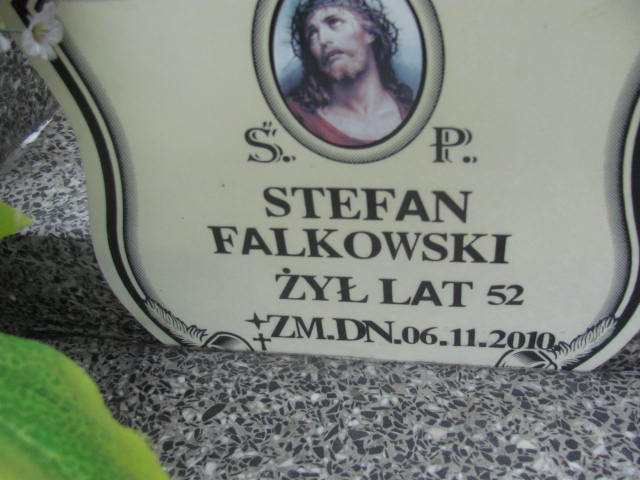 Ś. P.
STEFAN
FALKOWSKI
ŻYŁ LAT 52
ZM.DN.06.11.2010